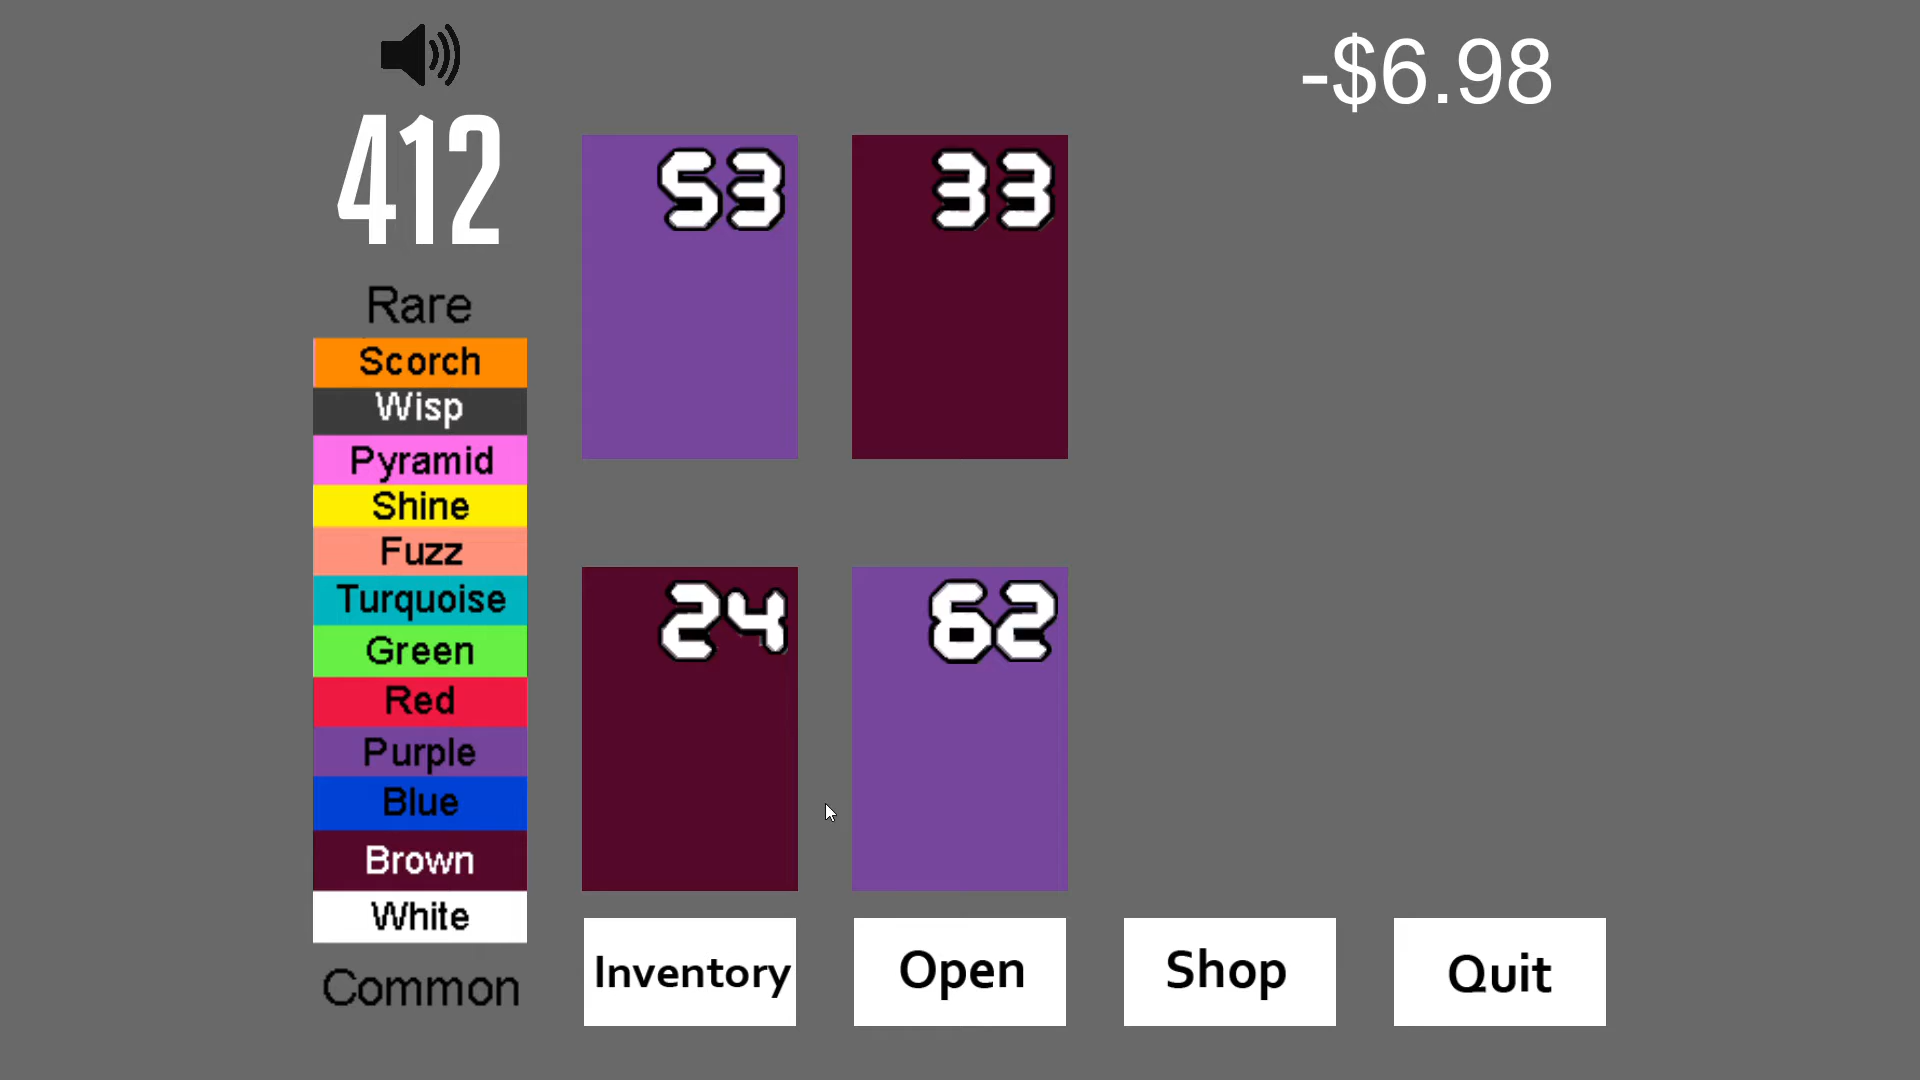 -$6.98
412
53
33
Rare
Scorch
Wisp
Pyramid
Shine
Fuzz
Turquoise
Green
Red
Purple
Blue
Brown
White
Common
24
62
Inventory
Open
Shop
Quit